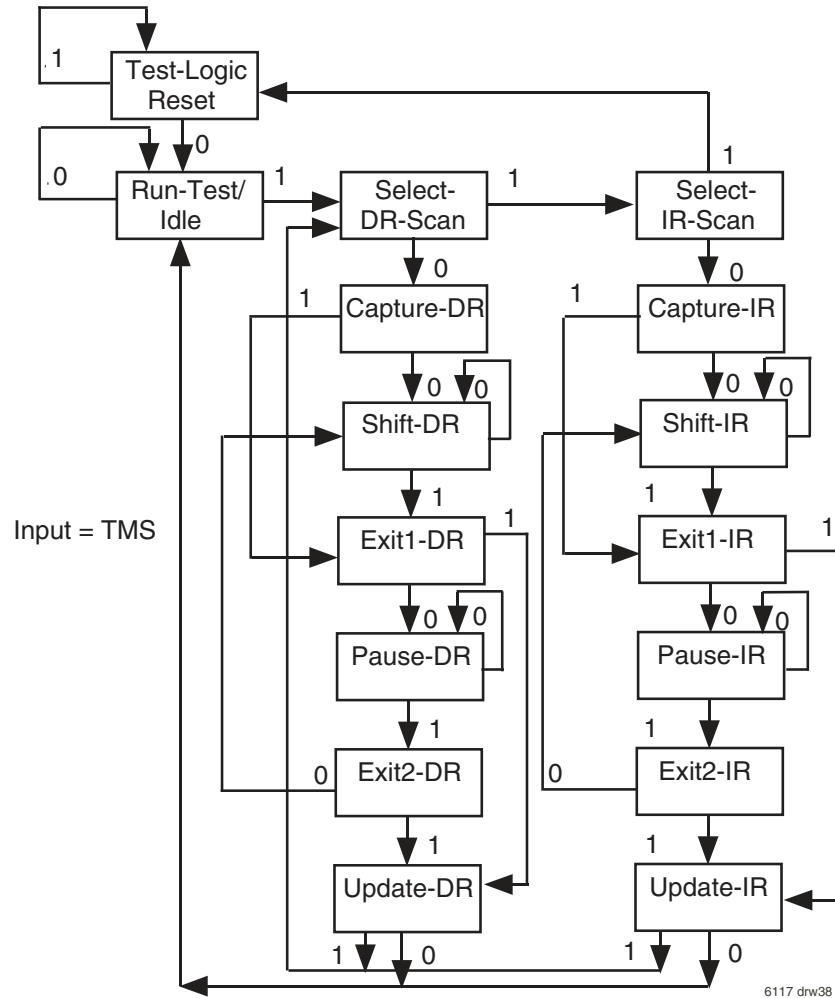 1
Test-Logic
Reset
0
1
0
Run-Test/
Idle
1
Select-
DR-Scan
1
Select-
IR-Scan
0
0
1
Capture-DR
1
Capture-IR
0
0
0
0
Shift-DR
Shift-IR
1
1
Input = TMS
Exit1-DR
1
Exit1-IR
1
0
0
0
0
Pause-DR
Pause-IR
1
1
0
Exit2-DR
0
Exit2-IR
1
1
Update-DR
Update-IR
1
0
1
0
6117 drw38